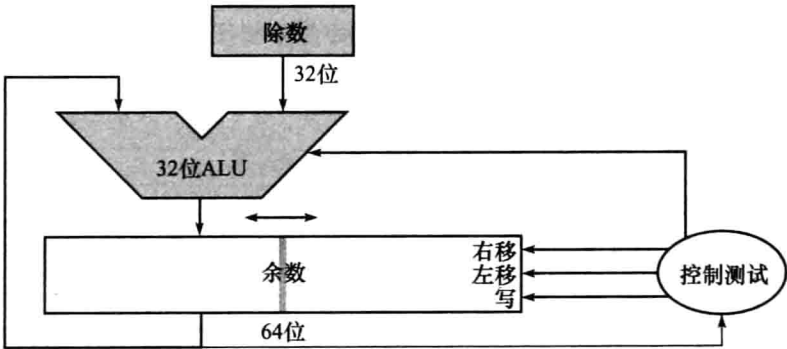 除数
32位
32位ALU
右移
余数
左移
控制测试
写
64位